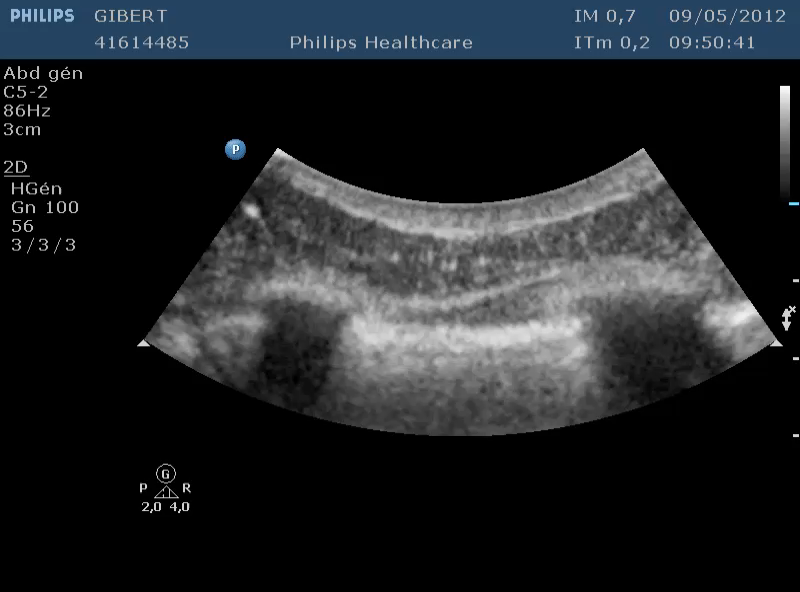 PHILIPS GIBERT IM 0,7 09/05/2012
41614485 Philips Healthcare ITm 0,2 09:50:41
Abd gén
C5-2
86Hz
3cm
P
2D
HGén
Gn 100
56
3/3/3
x
G
P R
2,0 4,0